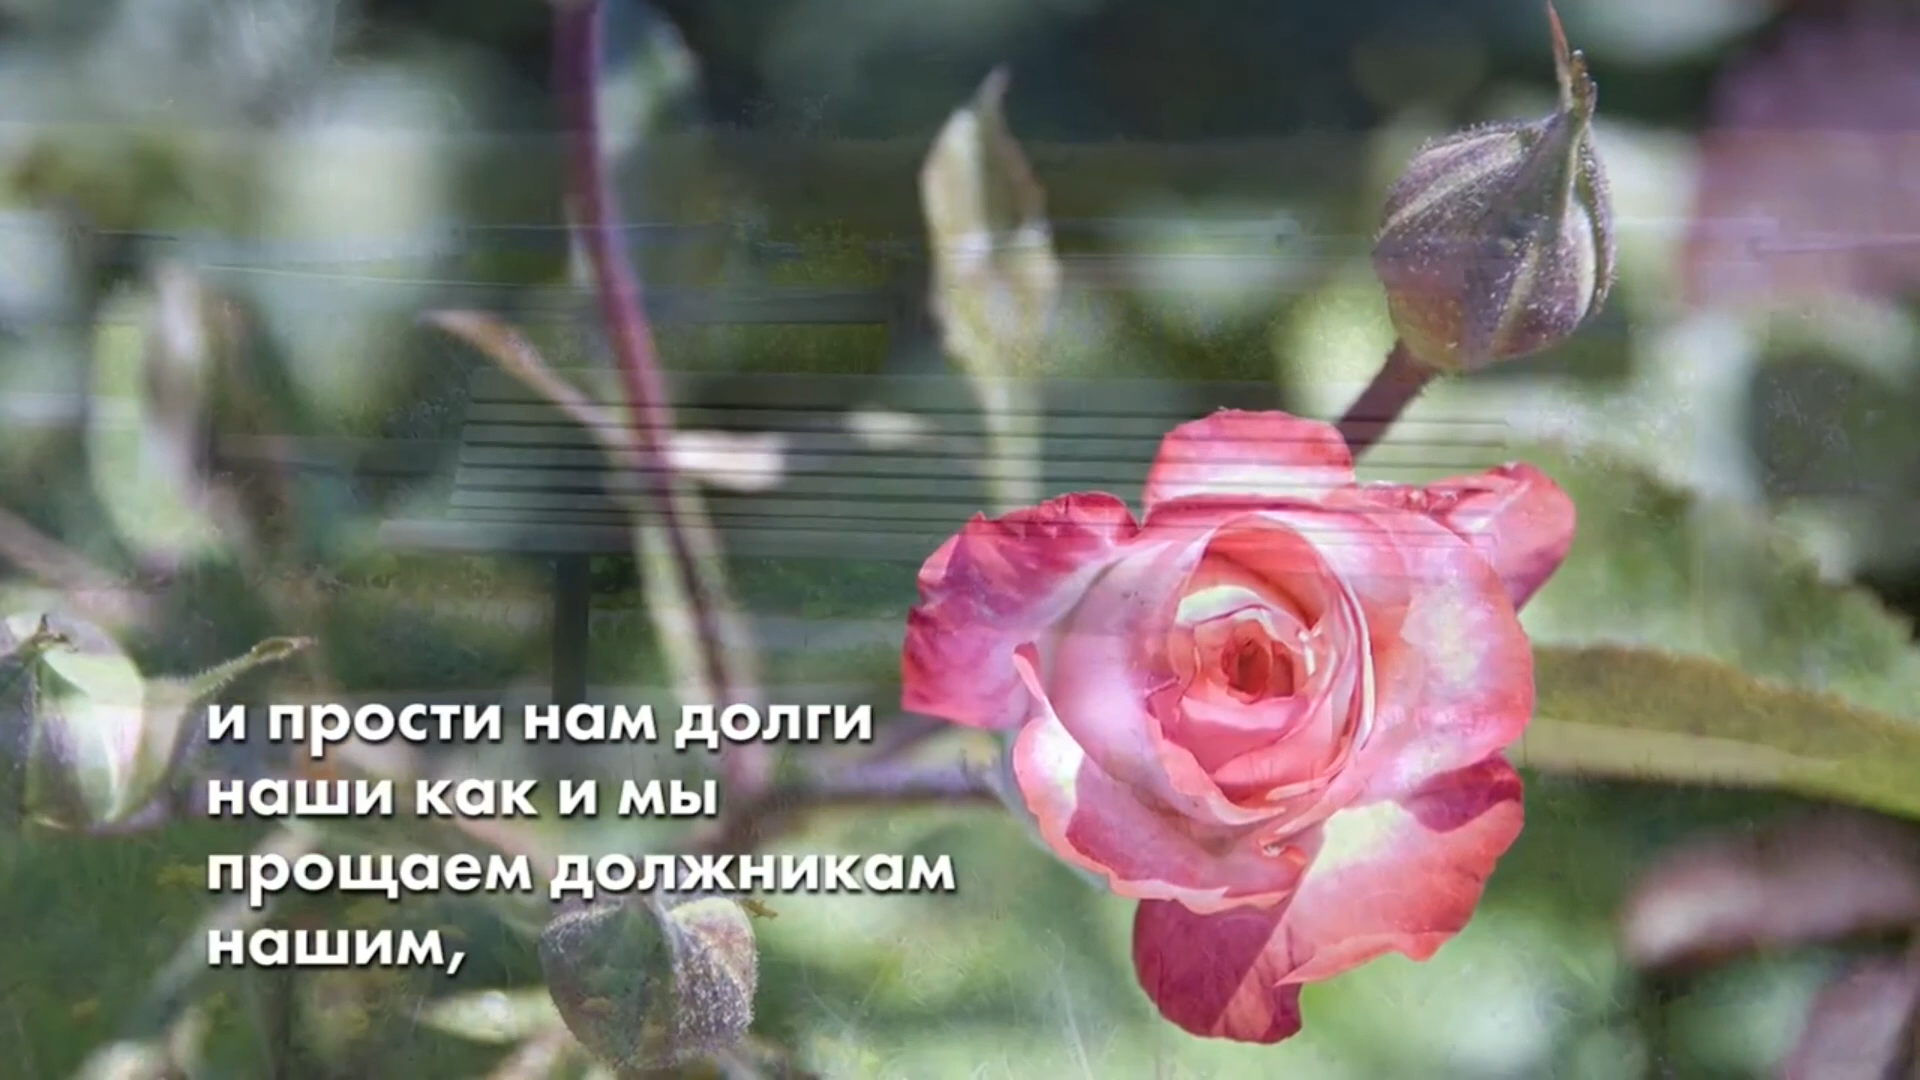 и прости нам долги
наши как и мы
прощаем должникам
нашим,